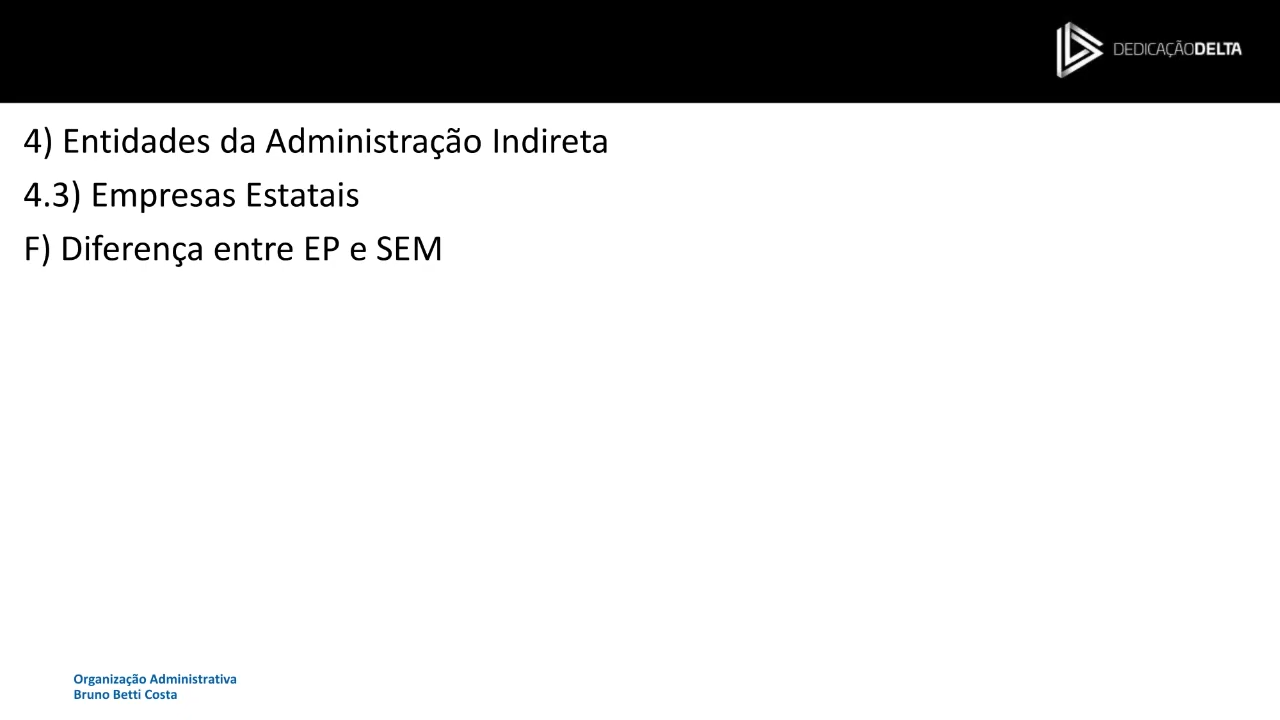 DEDICAÇÃODELTA
4) Entidades da Administração Indireta
4.3) Empresas Estatais
F) Diferença entre EP e SEM
Organização Administrativa
Bruno Betti Costa